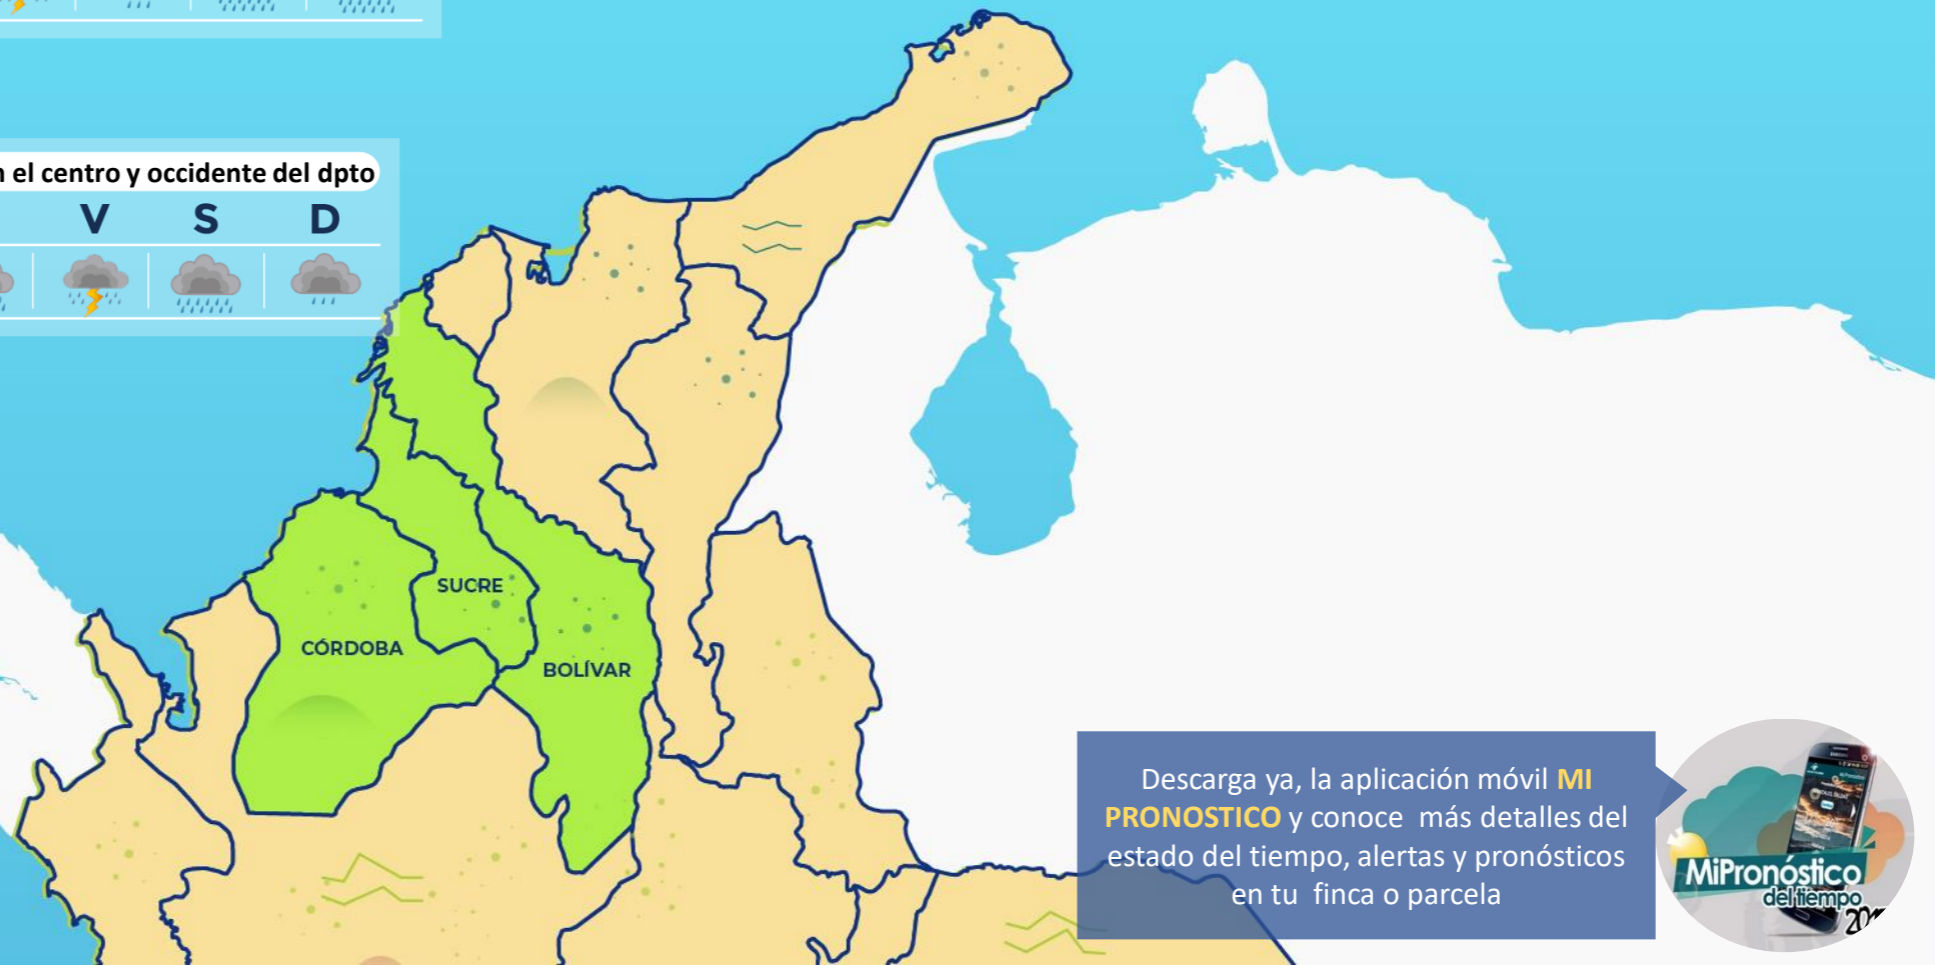 n el centro y occidente del dpto
V S D
SUCRE
CÓRDOBA
BOLÍVAR
Descarga ya, la aplicación móvil MI
PRONOSTICO y conoce más detalles del
estado del tiempo, alertas y pronósticos
en tu finca o parcela
MiPronóstico
del tiempo